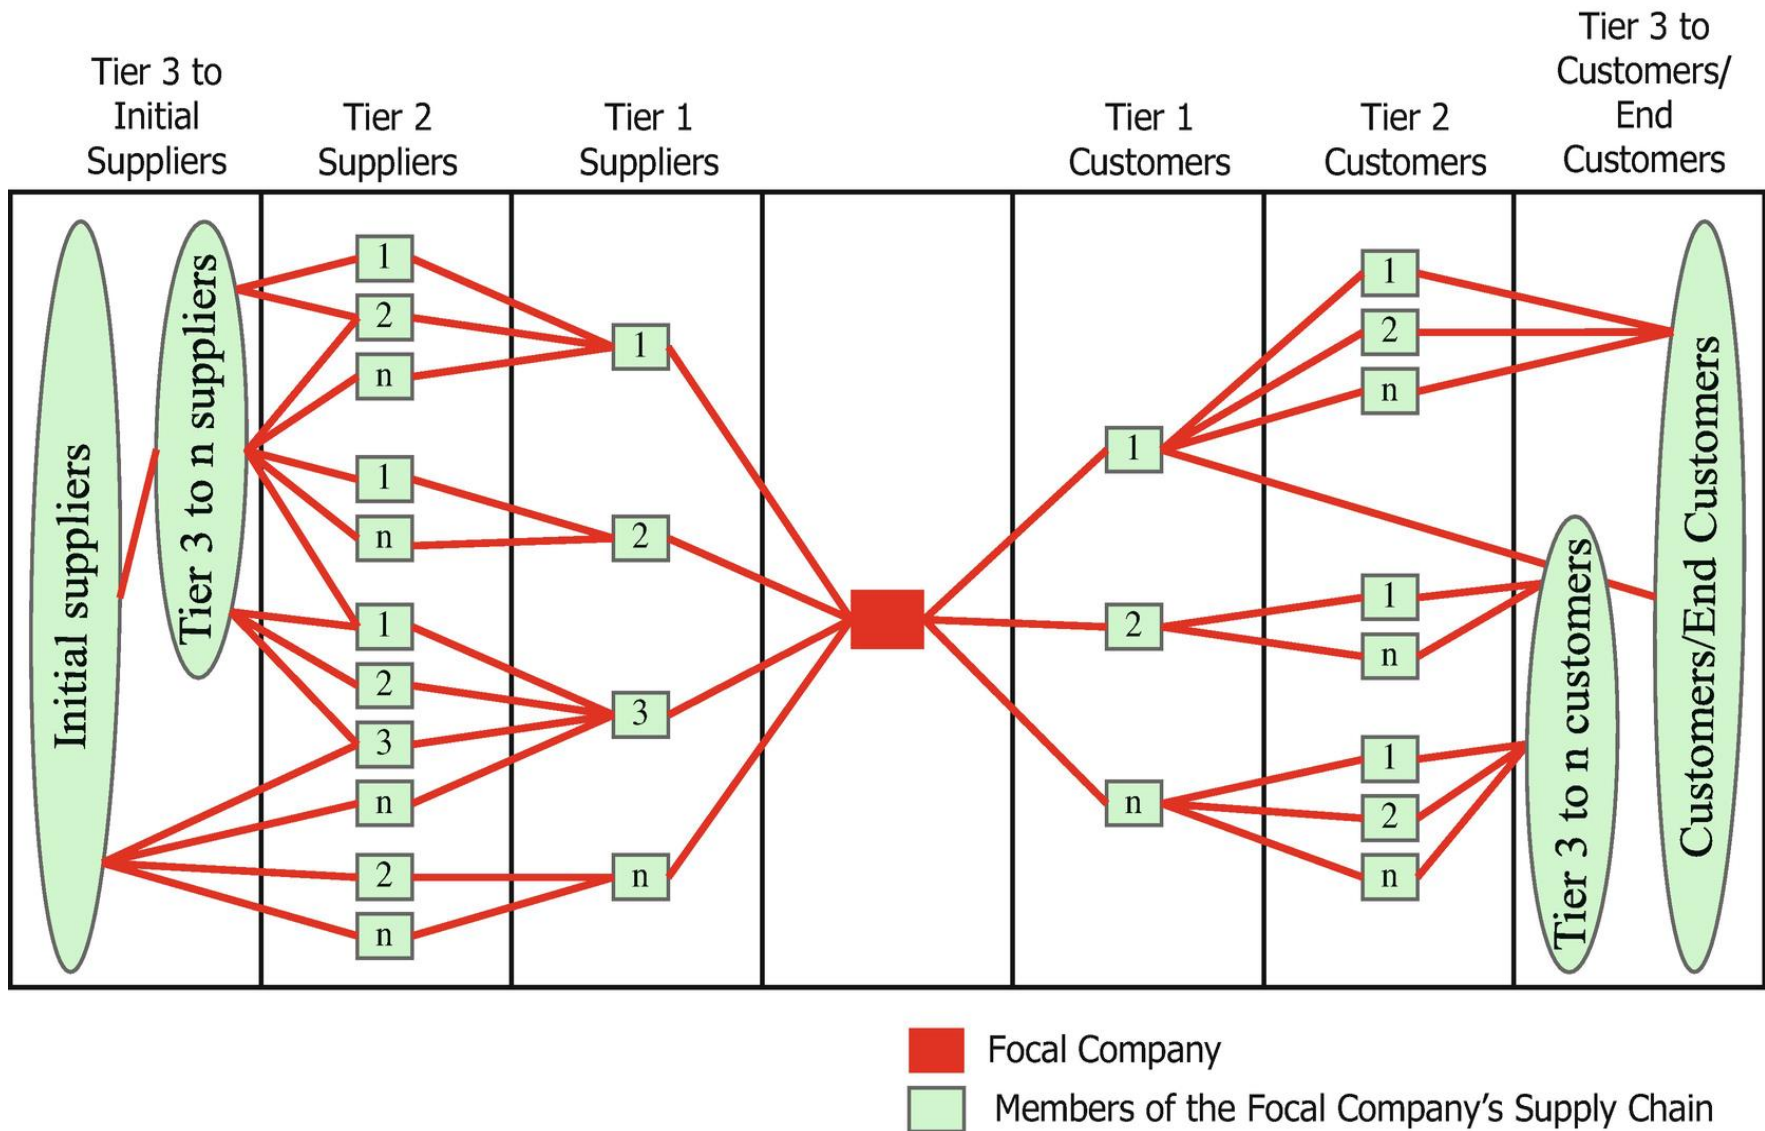 Tier 3 to
Initial
Suppliers
Tier 2
Suppliers
Tier 1
Suppliers
Tier 1
Customers
Tier 2
Customers
Tier 3 to
Customers/
End
Customers
Initial suppliers
Tier 3 to n suppliers
1
2
n
1
n
1
2
3
n
2
n
1
2
3
n
1
2
n
1
2
n
1
n
1
2
n
Tier 3 to n customers
Customers/End Customers
Focal Company
Members of the Focal Company’s Supply Chain